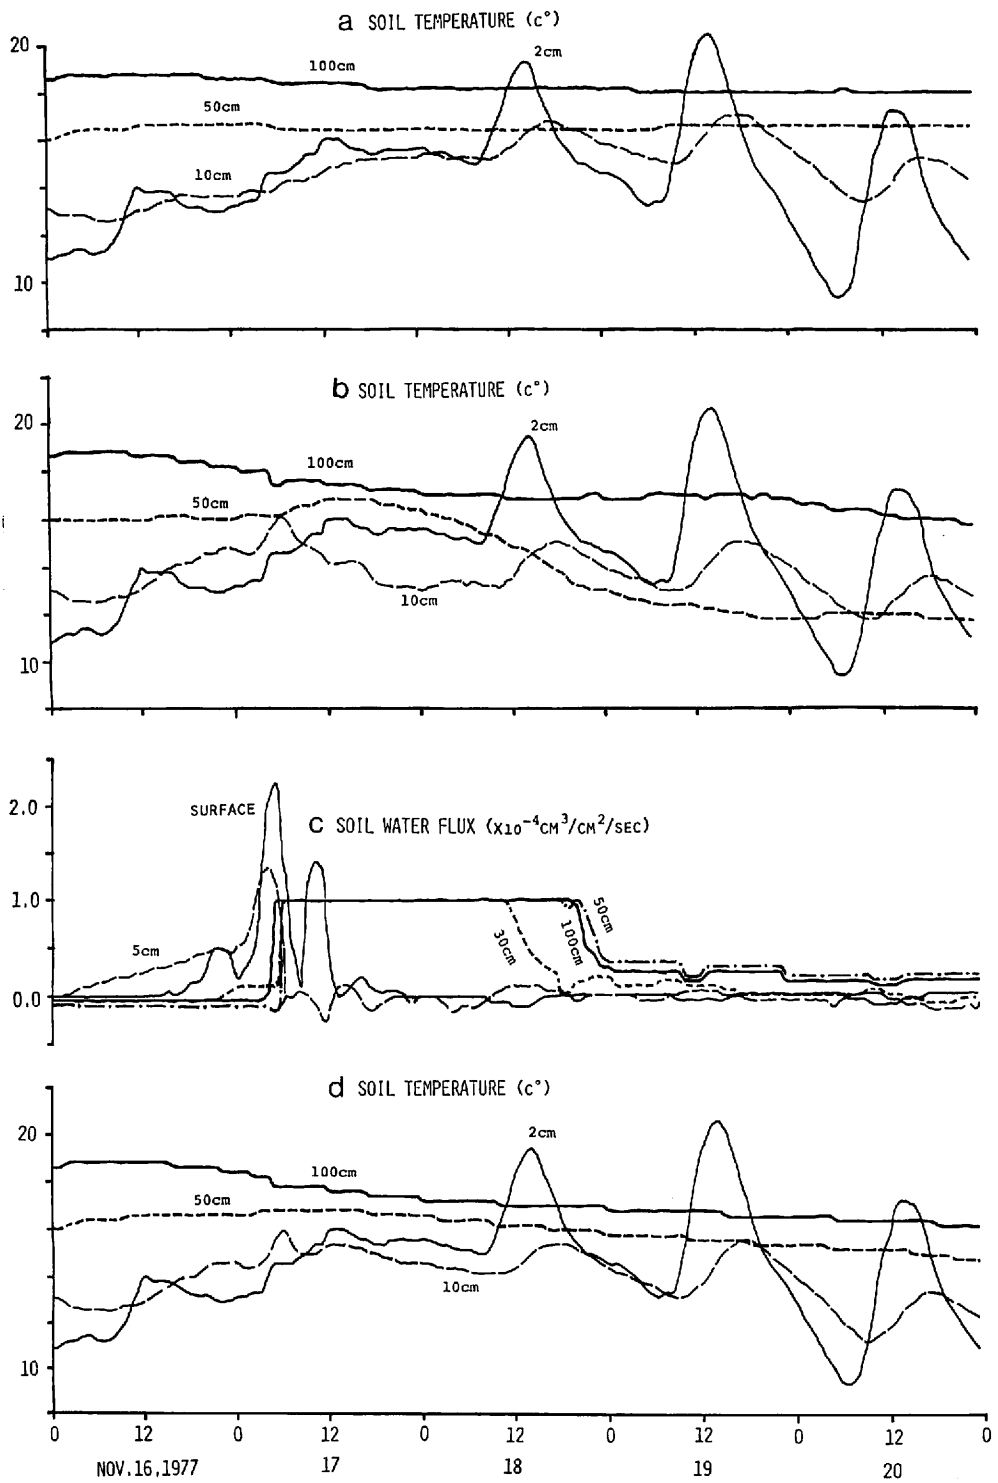 a SOIL TEMPERATURE (c°)
20
100cm
2cm
50cm
10cm
10
b SOIL TEMPERATURE (c°)
20
2cm
100cm
50cm
10cm
10
2.0
SURFACE
c SOIL WATER FLUX (X10⁻⁴CM³/CM²/SEC)
1.0
5cm
30cm
100cm
50cm
0.0
d SOIL TEMPERATURE (c°)
20
2cm
100cm
50cm
10cm
10
0 12 0 12 0 12 0 12 0 12 0
NOV.16,1977 17 18 19 20